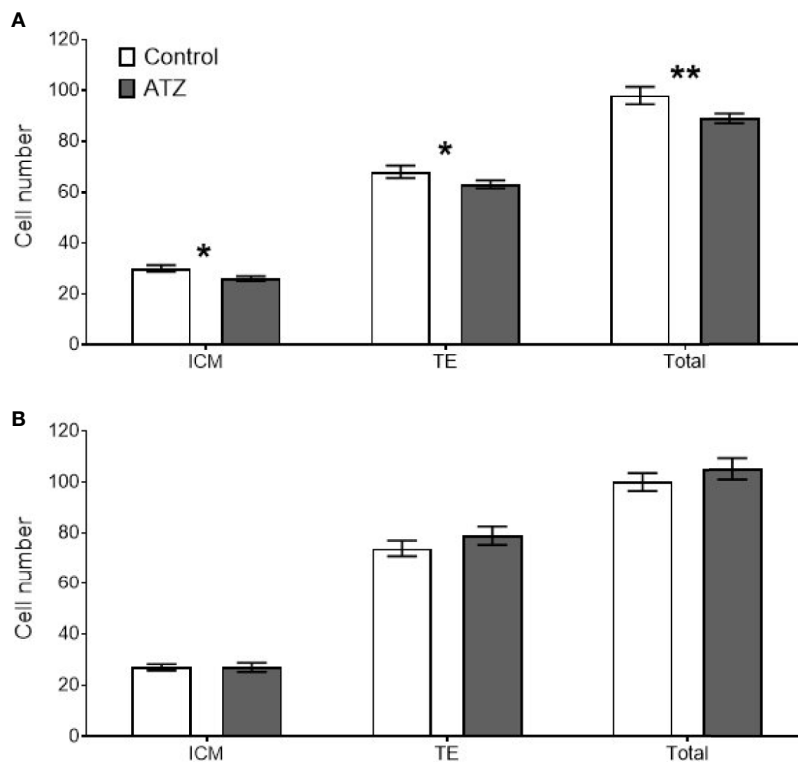 A
Cell number
120
100
80
60
40
20
0
Control
ATZ
*
*
**
ICM TE Total
B
Cell number
120
100
80
60
40
20
0
ICM TE Total